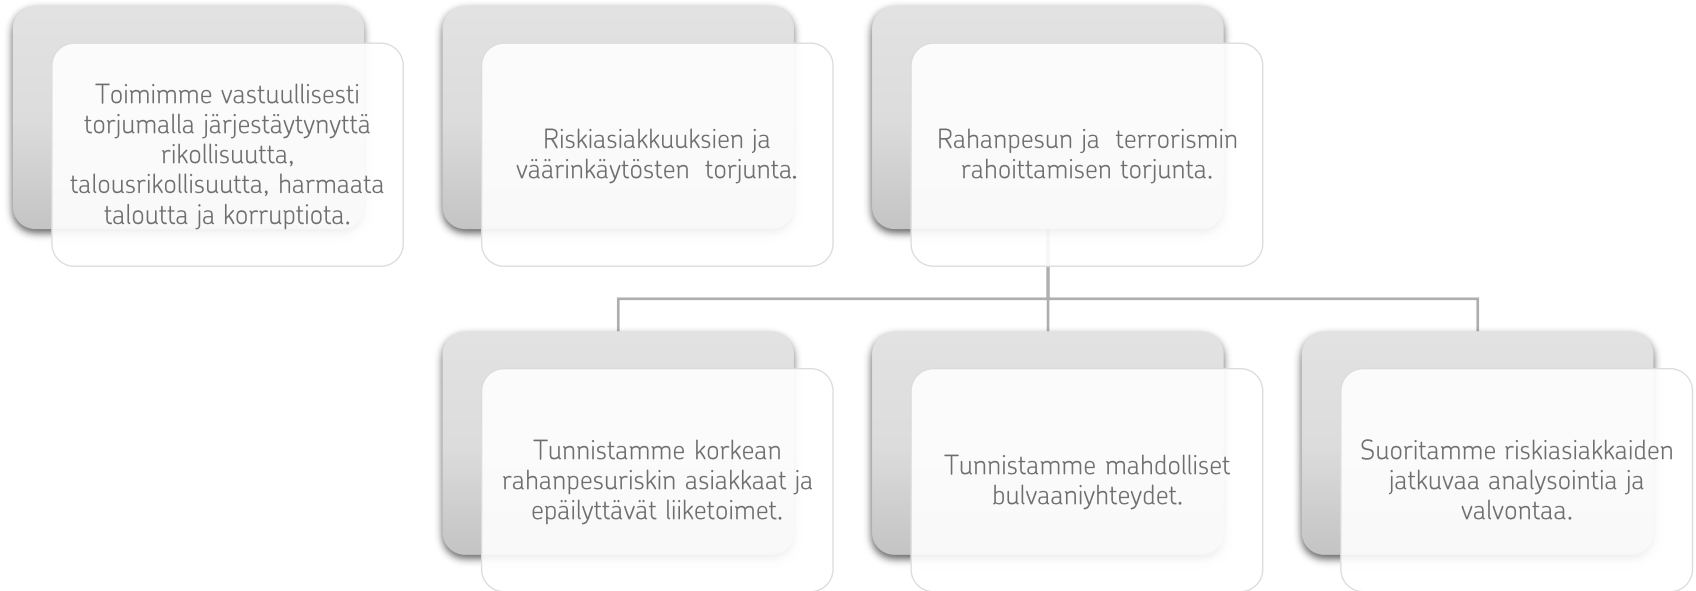 Toimimme vastuullisesti
torjumalla järjestäytynyttä
rikollisuutta,
talousrikollisuutta, harmaata
taloutta ja korruptiota.
Riskiasiakkuuksien ja
väärinkäytösten  torjunta.
Rahanpesun ja  terrorismin
rahoittamisen torjunta.
Tunnistamme korkean
rahanpesuriskin asiakkaat ja
epäilyttävät liiketoimet.
Tunnistamme mahdolliset
bulvaaniyhteydet.
Suoritamme riskiasiakkaiden
jatkuvaa analysointia ja
valvontaa.